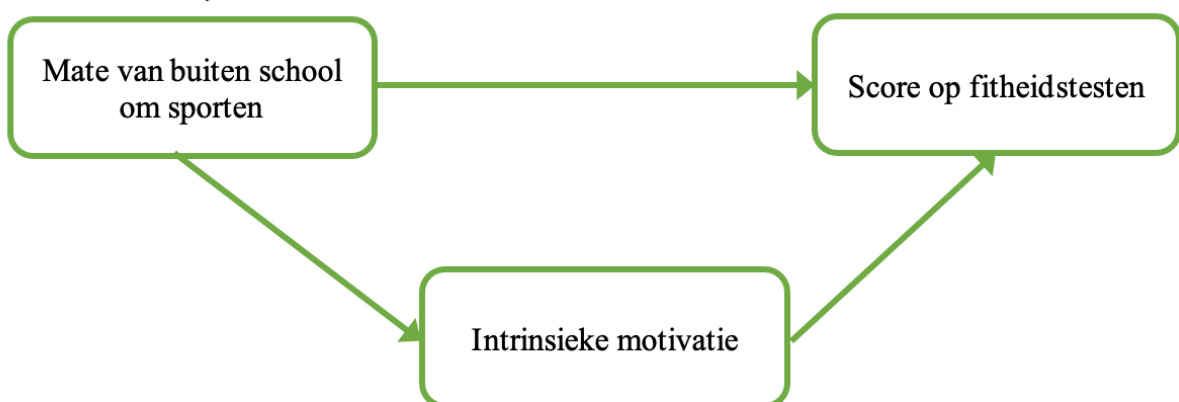 Mate van buiten school
om sporten
Score op fitheidstesten
Intrinsieke motivatie